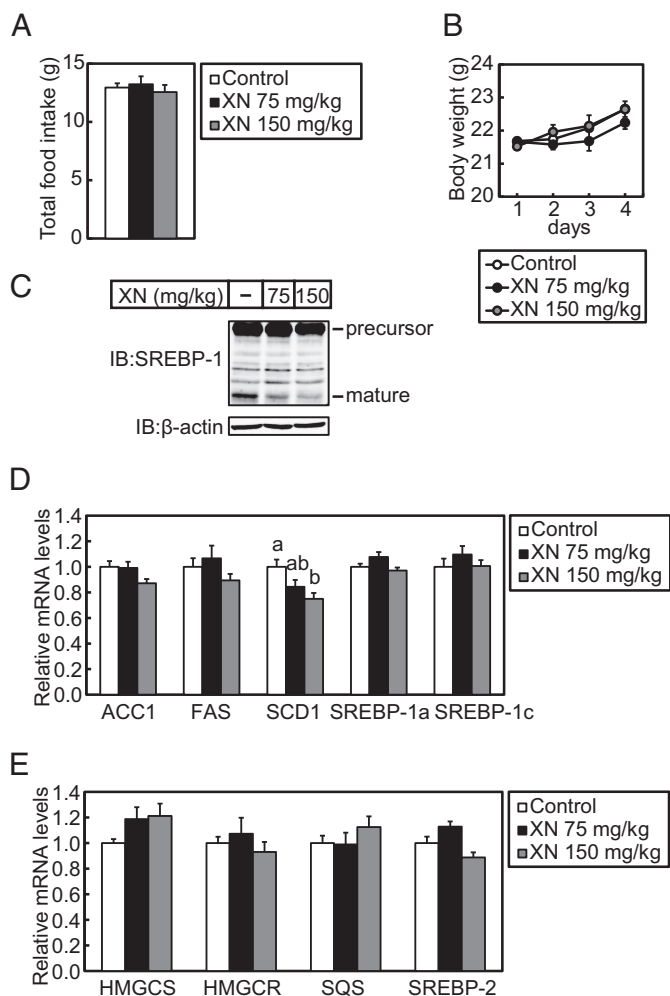 A
Total food intake (g)
15
10
5
0
Control
XN 75 mg/kg
XN 150 mg/kg
B
Body weight (g)
23
22
21
20
1 2 3 4
days
Control
XN 75 mg/kg
XN 150 mg/kg
C
XN (mg/kg) – 75 150
IB:SREBP-1
precursor
mature
IB:β-actin
D
Relative mRNA levels
1.4
1.2
1.0
0.8
0.6
0.4
0.2
0.0
a
ab
b
ACC1 FAS SCD1 SREBP-1a SREBP-1c
Control
XN 75 mg/kg
XN 150 mg/kg
E
Relative mRNA levels
1.4
1.2
1.0
0.8
0.6
0.4
0.2
0.0
HMGCS HMGCR SQS SREBP-2
Control
XN 75 mg/kg
XN 150 mg/kg